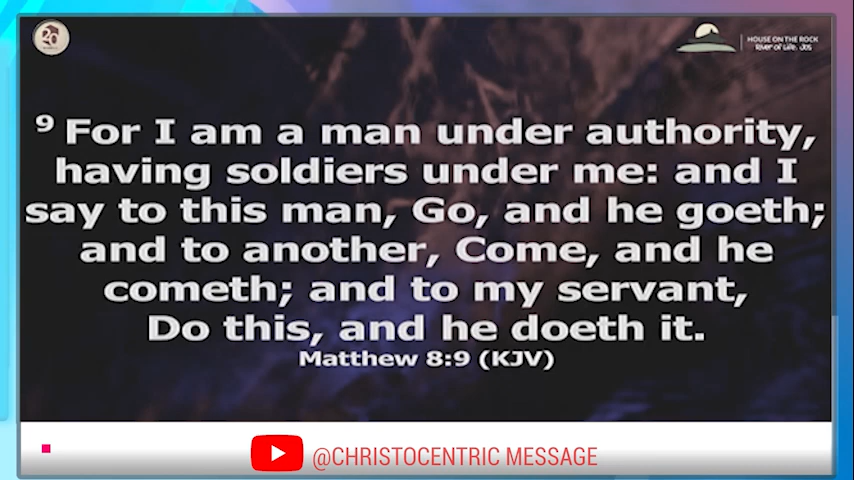 20
HOUSE ON THE ROCK
River of Life, Jos
9 For I am a man under authority,
having soldiers under me: and I
say to this man, Go, and he goeth;
and to another, Come, and he
cometh; and to my servant,
Do this, and he doeth it.
Matthew 8:9 (KJV)
@CHRISTOCENTRIC MESSAGE